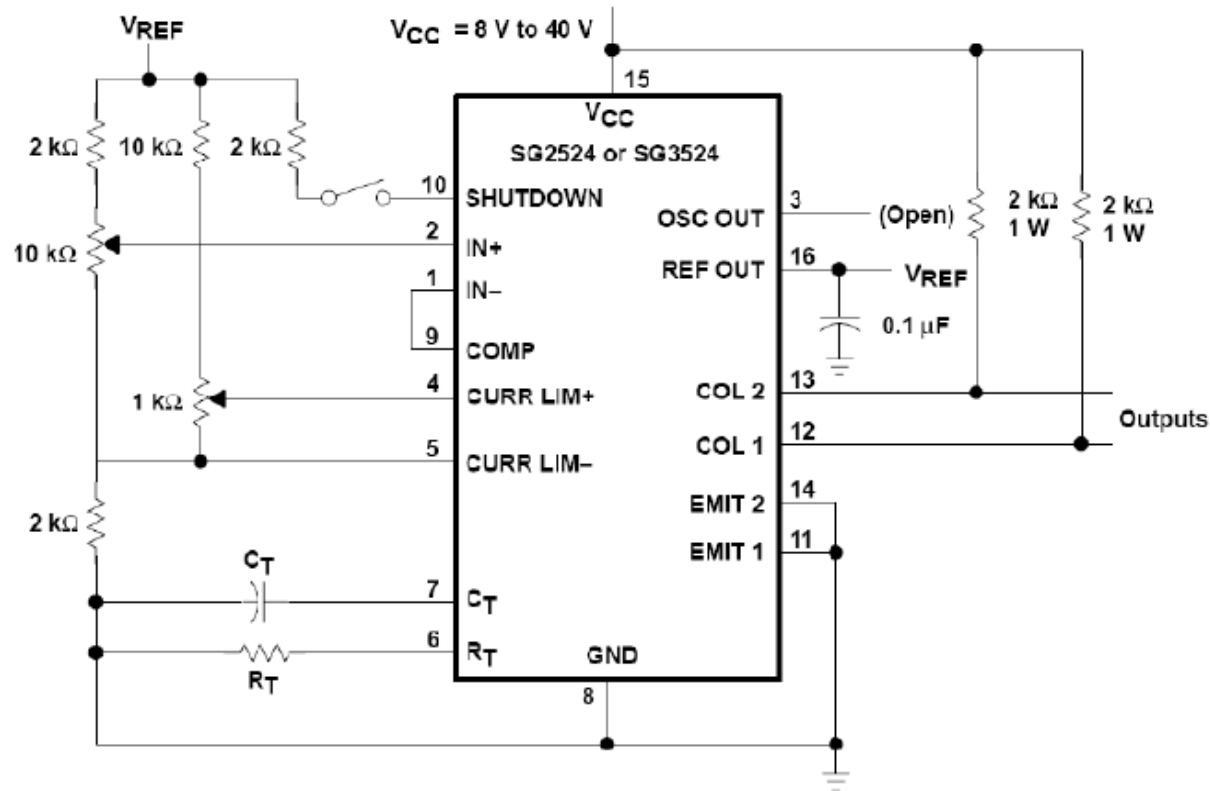 VREF
VCC = 8 V to 40 V
15
VCC
SG2524 or SG3524
2 kΩ
10 kΩ
2 kΩ
10
SHUTDOWN
3
OSC OUT
(Open)
2 kΩ
1 W
2 kΩ
1 W
10 kΩ
2
IN+
16
REF OUT
VREF
1
IN–
0.1 µF
9
COMP
1 kΩ
4
CURR LIM+
13
COL 2
Outputs
12
COL 1
5
CURR LIM–
14
EMIT 2
2 kΩ
11
EMIT 1
CT
7
CT
6
RT
RT
GND
8